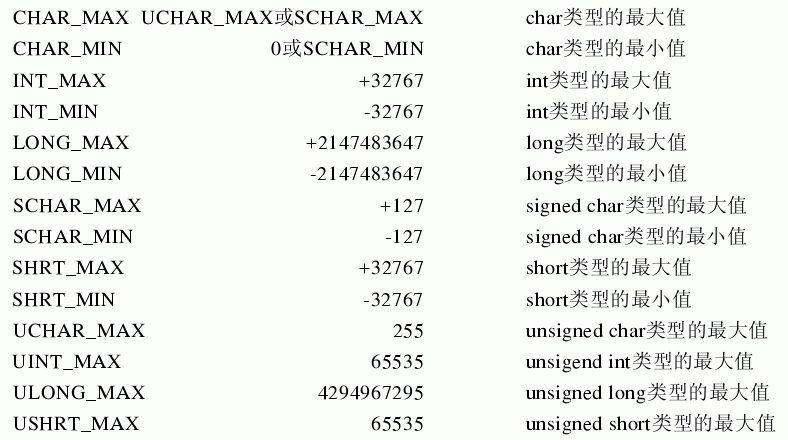 CHAR_MAX UCHAR_MAX或SCHAR_MAX char类型的最大值
CHAR_MIN 0或SCHAR_MIN char类型的最小值
INT_MAX +32767 int类型的最大值
INT_MIN -32767 int类型的最小值
LONG_MAX +2147483647 long类型的最大值
LONG_MIN -2147483647 long类型的最小值
SCHAR_MAX +127 signed char类型的最大值
SCHAR_MIN -127 signed char类型的最小值
SHRT_MAX +32767 short类型的最大值
SHRT_MIN -32767 short类型的最小值
UCHAR_MAX 255 unsigned char类型的最大值
UINT_MAX 65535 unsigend int类型的最大值
ULONG_MAX 4294967295 unsigned long类型的最大值
USHRT_MAX 65535 unsigned short类型的最大值